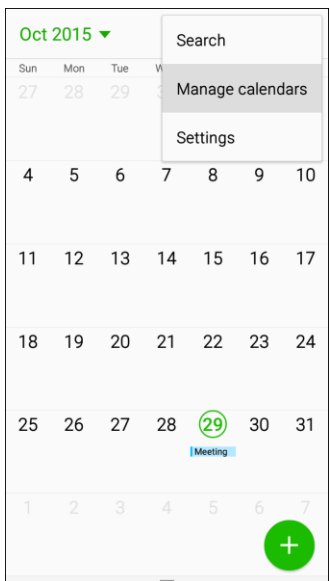 Oct 2015
Search
Manage calendars
Settings
Sun Mon Tue W
27 28 29 3
4 5 6 7 8 9 10
11 12 13 14 15 16 17
18 19 20 21 22 23 24
25 26 27 28 29 30 31
Meeting
1 2 3 4 5 6 7
+